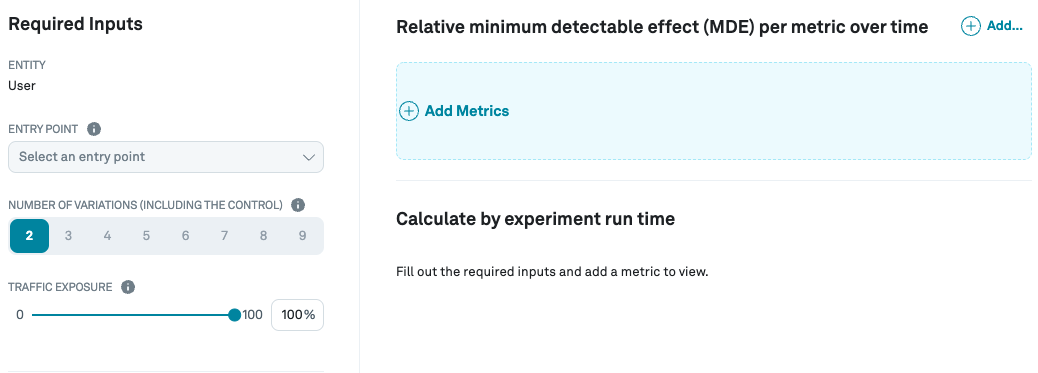 Required Inputs
ENTITY
User
ENTRY POINT
Select an entry point
NUMBER OF VARIATIONS (INCLUDING THE CONTROL)
2 3 4 5 6 7 8 9
TRAFFIC EXPOSURE
0 100 100%
Relative minimum detectable effect (MDE) per metric over time
Add...
Add Metrics
Calculate by experiment run time
Fill out the required inputs and add a metric to view.